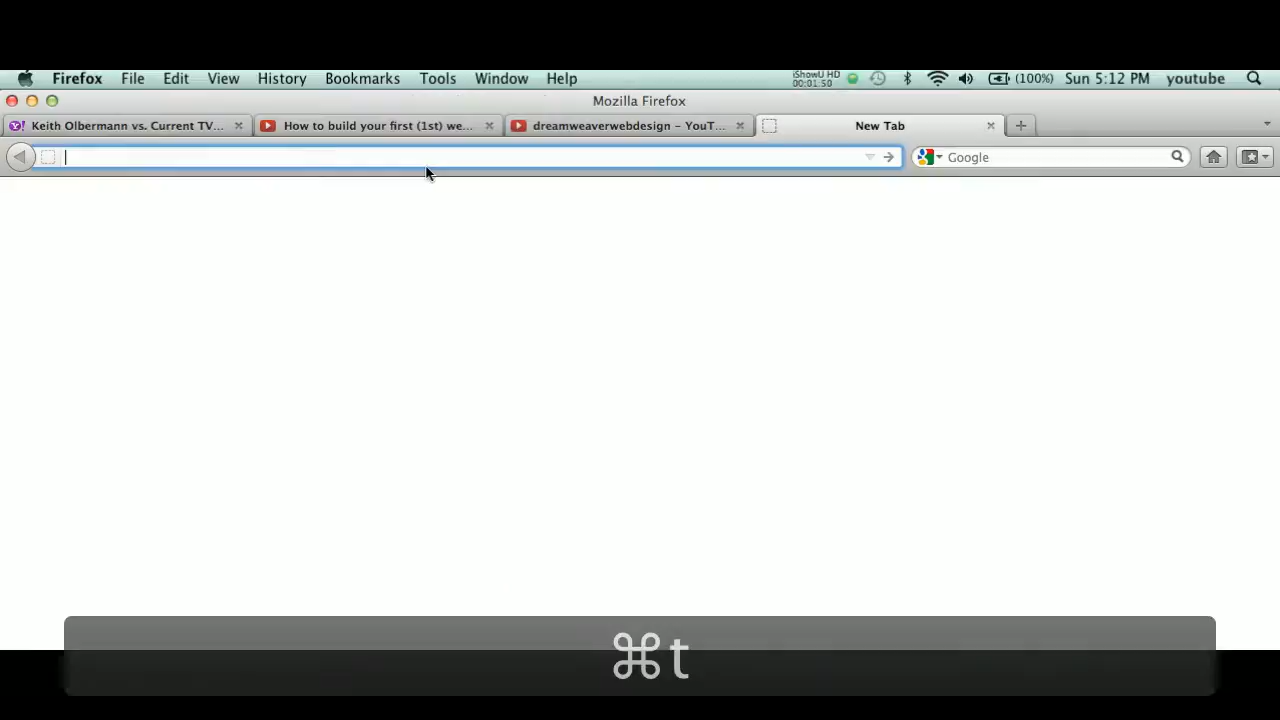 Firefox File Edit View History Bookmarks Tools Window Help iShowU HD 00:01:50 (100%) Sun 5:12 PM youtube
Mozilla Firefox
Keith Olbermann vs. Current TV... How to build your first (1st) we... dreamweaverwebdesign – YouT... New Tab
Google
⌘t